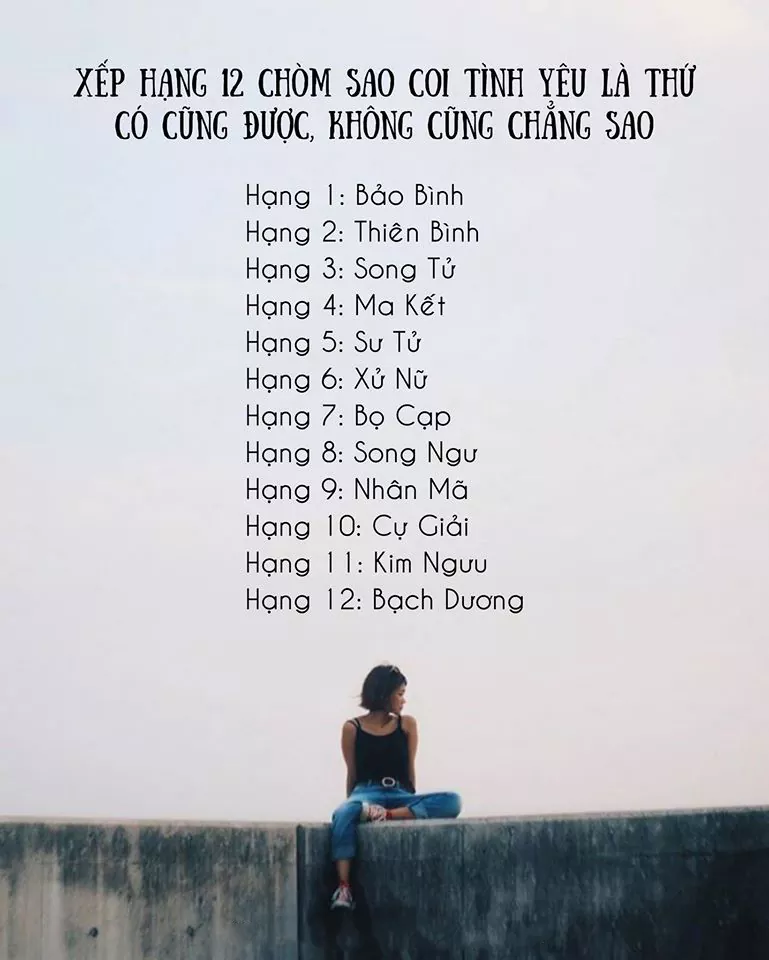 XẾP HẠNG 12 CHÒM SAO COI TÌNH YÊU LÀ THỨ
CÓ CŨNG ĐƯỢC, KHÔNG CŨNG CHẲNG SAO
Hạng 1: Bảo Bình
Hạng 2: Thiên Bình
Hạng 3: Song Tử
Hạng 4: Ma Kết
Hạng 5: Sư Tử
Hạng 6: Xử Nữ
Hạng 7: Bọ Cạp
Hạng 8: Song Ngư
Hạng 9: Nhân Mã
Hạng 10: Cự Giải
Hạng 11: Kim Ngưu
Hạng 12: Bạch Dương